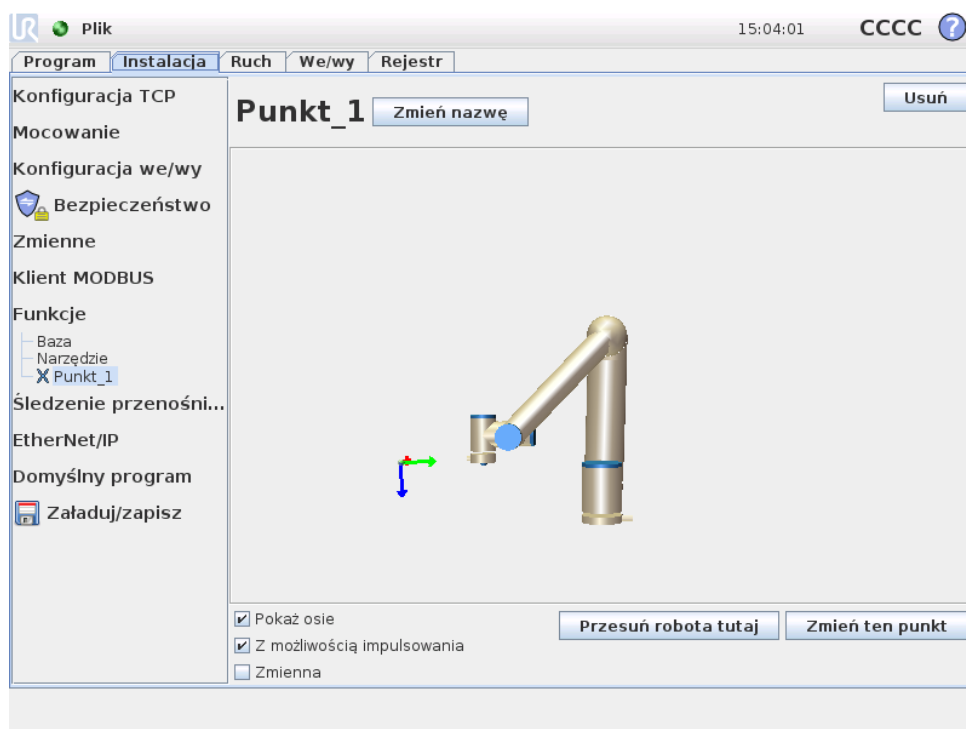 UR Plik 15:04:01 CCCC ?
Program Instalacja Ruch We/wy Rejestr
Konfiguracja TCP
Mocowanie
Konfiguracja we/wy
Bezpieczeństwo
Zmienne
Klient MODBUS
Funkcje
Baza
Narzędzie
Punkt_1
Śledzenie przenośni...
EtherNet/IP
Domyślny program
Załaduj/zapisz
Punkt_1 Zmień nazwę Usuń
Pokaż osie
Z możliwością impulsowania
Zmienna
Przesuń robota tutaj Zmień ten punkt